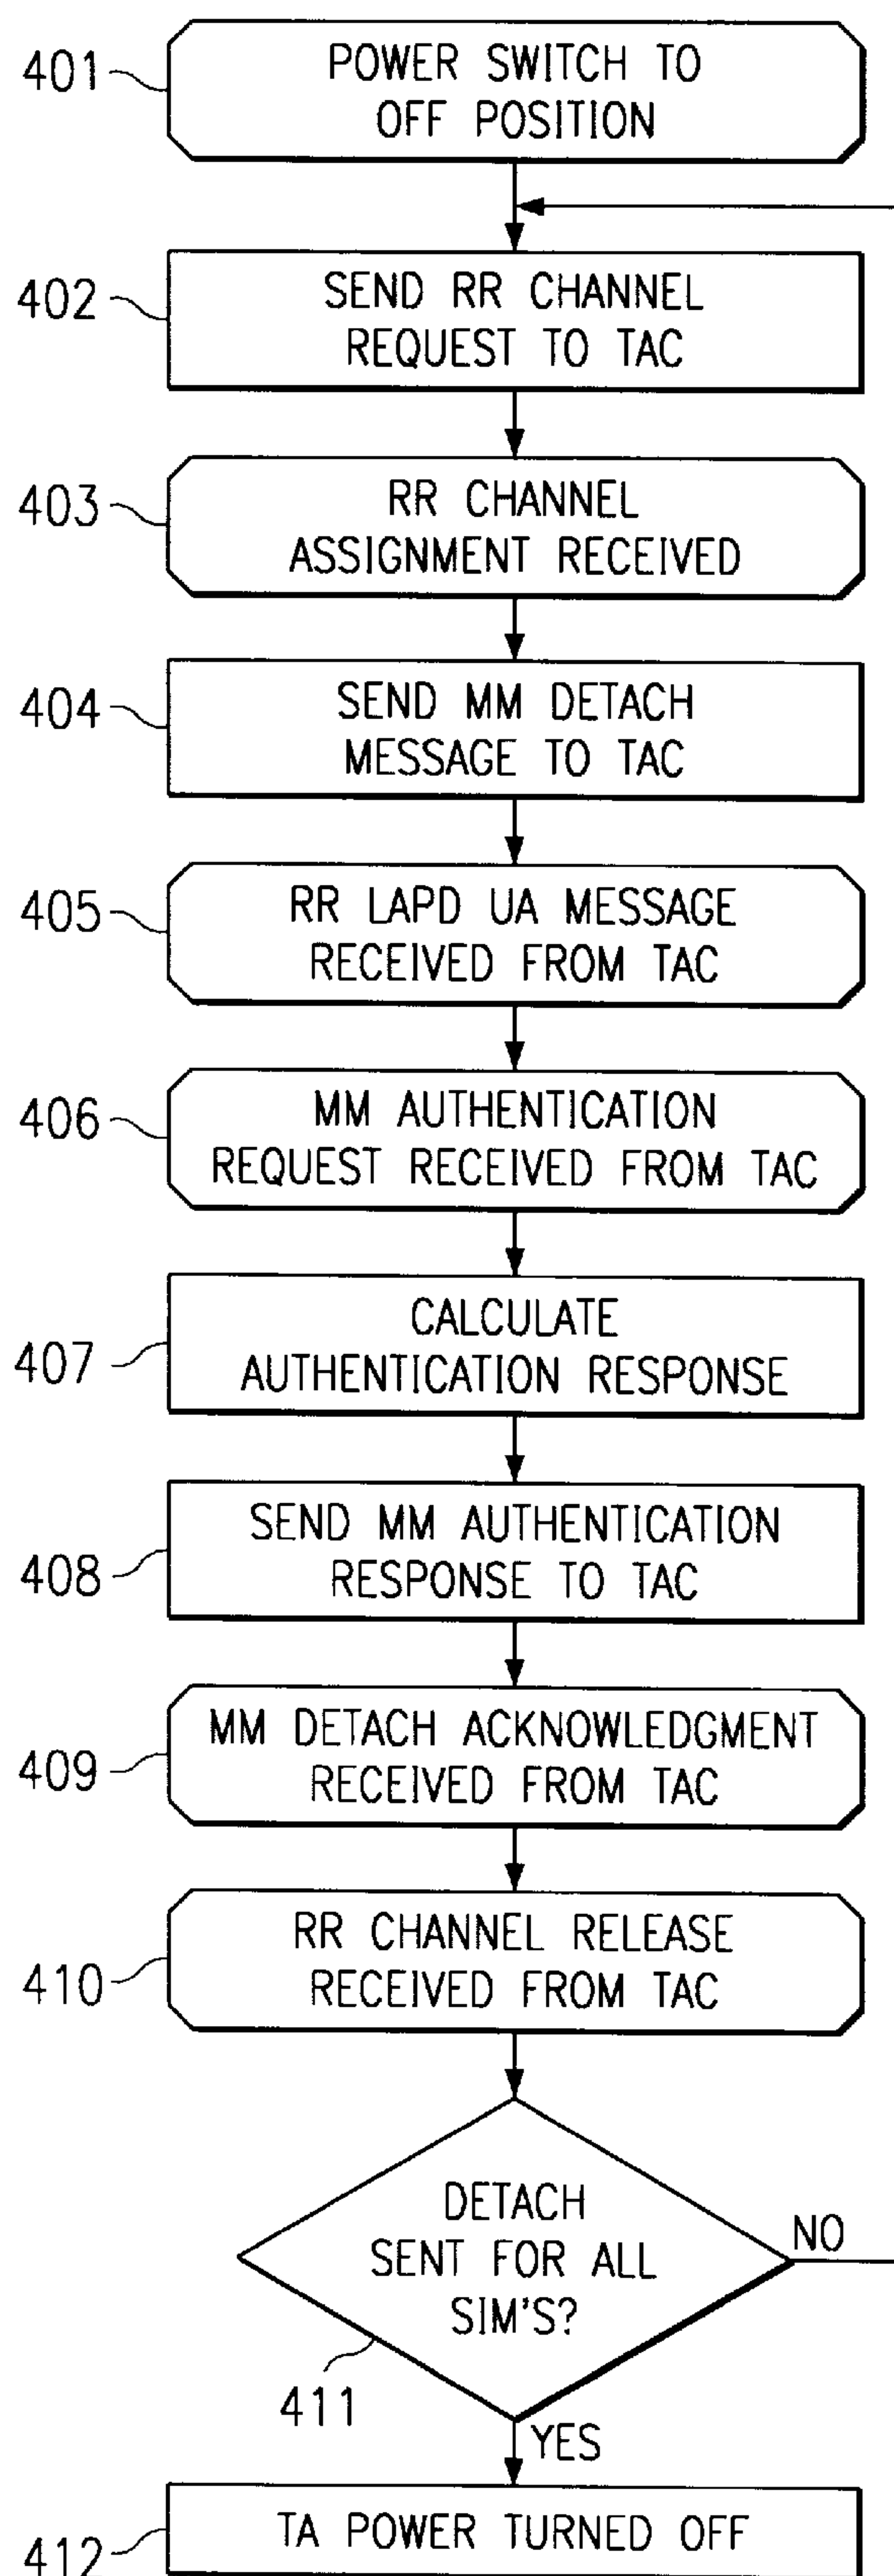 401
POWER SWITCH TO
OFF POSITION
402
SEND RR CHANNEL
REQUEST TO TAC
403
RR CHANNEL
ASSIGNMENT RECEIVED
404
SEND MM DETACH
MESSAGE TO TAC
405
RR LAPD UA MESSAGE
RECEIVED FROM TAC
406
MM AUTHENTICATION
REQUEST RECEIVED FROM TAC
407
CALCULATE
AUTHENTICATION RESPONSE
408
SEND MM AUTHENTICATION
RESPONSE TO TAC
409
MM DETACH ACKNOWLEDGMENT
RECEIVED FROM TAC
410
RR CHANNEL RELEASE
RECEIVED FROM TAC
DETACH
SENT FOR ALL
SIM'S?
NO
411
YES
412
TA POWER TURNED OFF